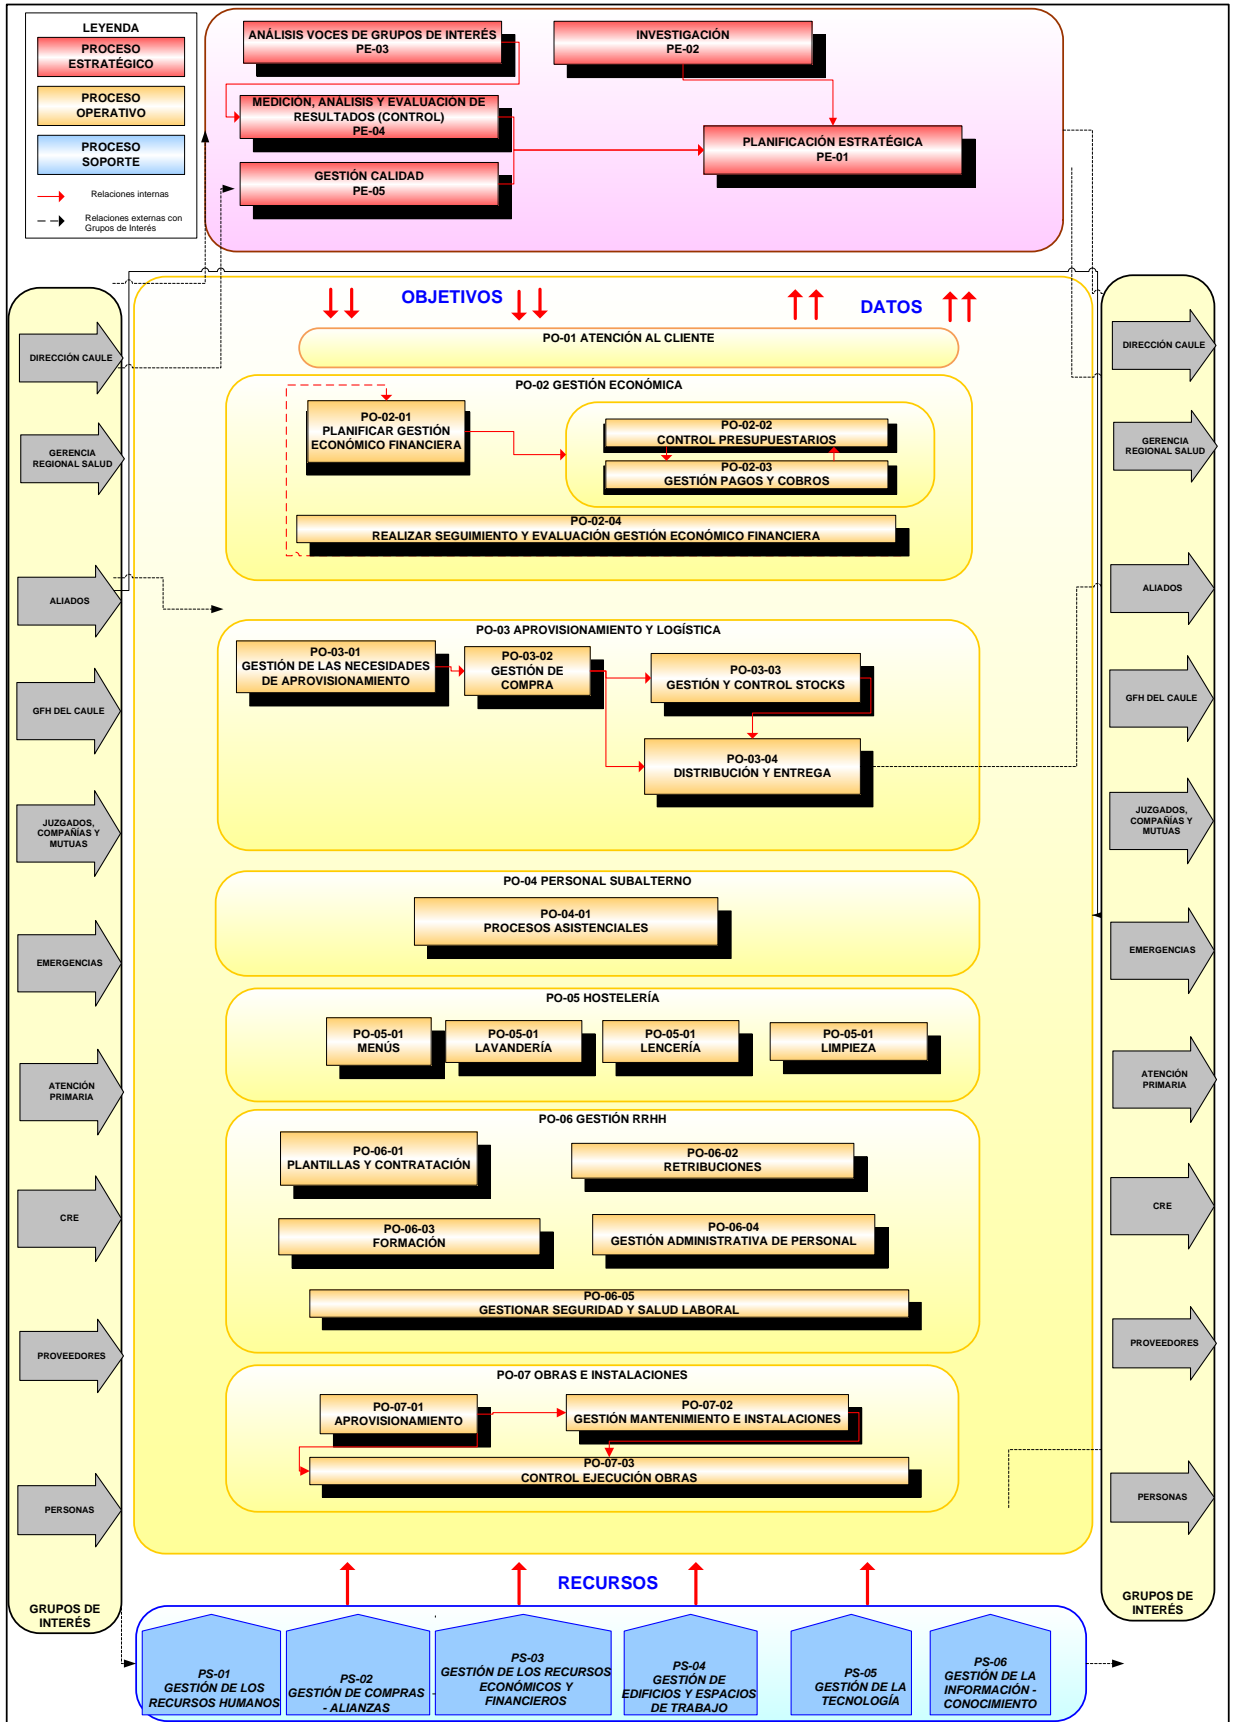 LEYENDA
PROCESO
ESTRATÉGICO
PROCESO
OPERATIVO
PROCESO
SOPORTE
Relaciones internas
Relaciones externas con
Grupos de Interés
ANÁLISIS VOCES DE GRUPOS DE INTERÉS
PE-03
INVESTIGACIÓN
PE-02
MEDICIÓN, ANÁLISIS Y EVALUACIÓN DE
RESULTADOS (CONTROL)
PE-04
PLANIFICACIÓN ESTRATÉGICA
PE-01
GESTIÓN CALIDAD
PE-05
OBJETIVOS
DATOS
PO-01 ATENCIÓN AL CLIENTE
PO-02 GESTIÓN ECONÓMICA
PO-02-01
PLANIFICAR GESTIÓN
ECONÓMICO FINANCIERA
PO-02-02
CONTROL PRESUPUESTARIOS
PO-02-03
GESTIÓN PAGOS Y COBROS
PO-02-04
REALIZAR SEGUIMIENTO Y EVALUACIÓN GESTIÓN ECONÓMICO FINANCIERA
PO-03 APROVISIONAMIENTO Y LOGÍSTICA
PO-03-01
GESTIÓN DE LAS NECESIDADES
DE APROVISIONAMIENTO
PO-03-02
GESTIÓN DE
COMPRA
PO-03-03
GESTIÓN Y CONTROL STOCKS
PO-03-04
DISTRIBUCIÓN Y ENTREGA
PO-04 PERSONAL SUBALTERNO
PO-04-01
PROCESOS ASISTENCIALES
PO-05 HOSTELERÍA
PO-05-01
MENÚS
PO-05-01
LAVANDERÍA
PO-05-01
LENCERÍA
PO-05-01
LIMPIEZA
PO-06 GESTIÓN RRHH
PO-06-01
PLANTILLAS Y CONTRATACIÓN
PO-06-02
RETRIBUCIONES
PO-06-03
FORMACIÓN
PO-06-04
GESTIÓN ADMINISTRATIVA DE PERSONAL
PO-06-05
GESTIONAR SEGURIDAD Y SALUD LABORAL
PO-07 OBRAS E INSTALACIONES
PO-07-01
APROVISIONAMIENTO
PO-07-02
GESTIÓN MANTENIMIENTO E INSTALACIONES
PO-07-03
CONTROL EJECUCIÓN OBRAS
RECURSOS
DIRECCIÓN CAULE
GERENCIA
REGIONAL SALUD
ALIADOS
GFH DEL CAULE
JUZGADOS,
COMPAÑÍAS Y
MUTUAS
EMERGENCIAS
ATENCIÓN
PRIMARIA
CRE
PROVEEDORES
PERSONAS
GRUPOS DE
INTERÉS
DIRECCIÓN CAULE
GERENCIA
REGIONAL SALUD
ALIADOS
GFH DEL CAULE
JUZGADOS,
COMPAÑÍAS Y
MUTUAS
EMERGENCIAS
ATENCIÓN
PRIMARIA
CRE
PROVEEDORES
PERSONAS
GRUPOS DE
INTERÉS
PS-01
GESTIÓN DE LOS
RECURSOS HUMANOS
PS-02
GESTIÓN DE COMPRAS
- ALIANZAS -
PS-03
GESTIÓN DE LOS RECURSOS
ECONÓMICOS Y
FINANCIEROS
PS-04
GESTIÓN DE
EDIFICIOS Y ESPACIOS
DE TRABAJO
PS-05
GESTIÓN DE LA
TECNOLOGÍA
PS-06
GESTIÓN DE LA
INFORMACIÓN -
CONOCIMIENTO